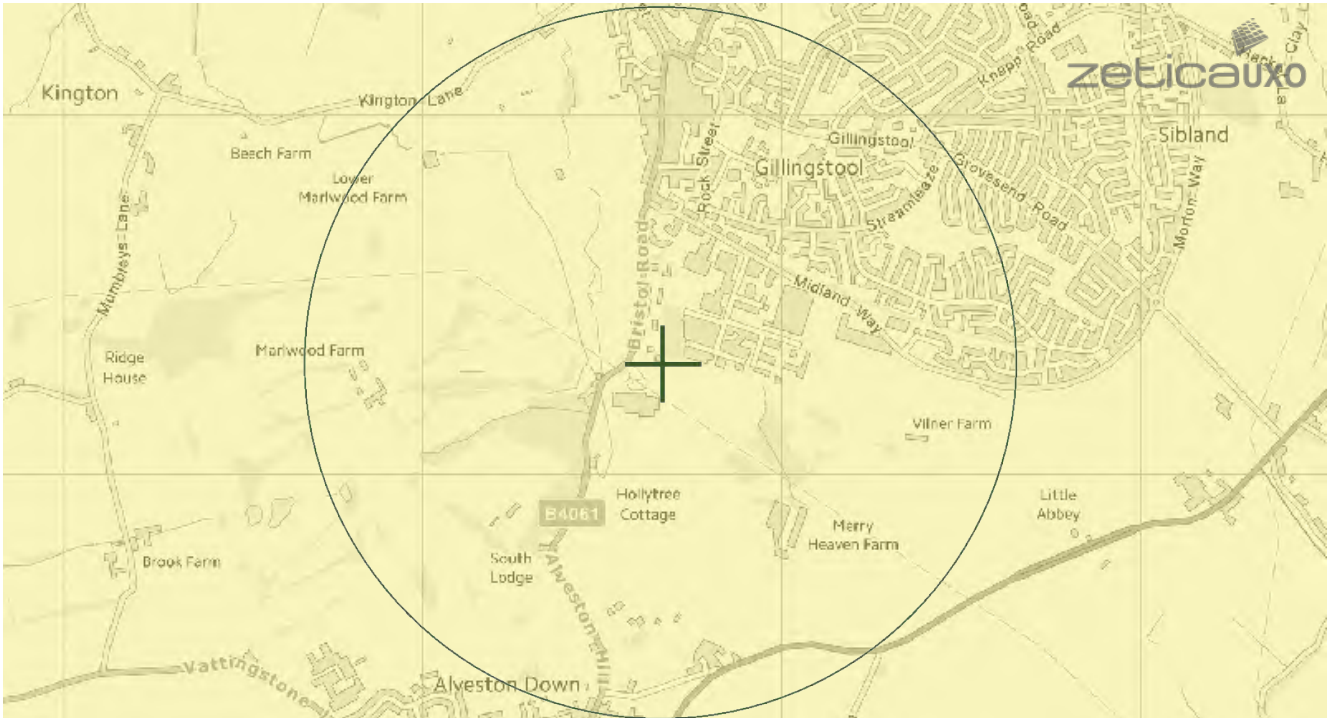 zeticauxo
Kington
Kington Lane
Knapp Road
Sibland
Beech Farm
Gillingstool
Gillingstool
Lower
Marlwood Farm
Rock Street
Streamleaze
Grovesend Road
Morton Way
Mumbleys Lane
Bristol Road
Midland Way
Ridge
House
Marlwood Farm
Vilner Farm
Hollytree
Cottage
B4061
Little
Abbey
Merry
Heaven Farm
South
Lodge
Brook Farm
Alveston Hill
Vattingstone
Alveston Down